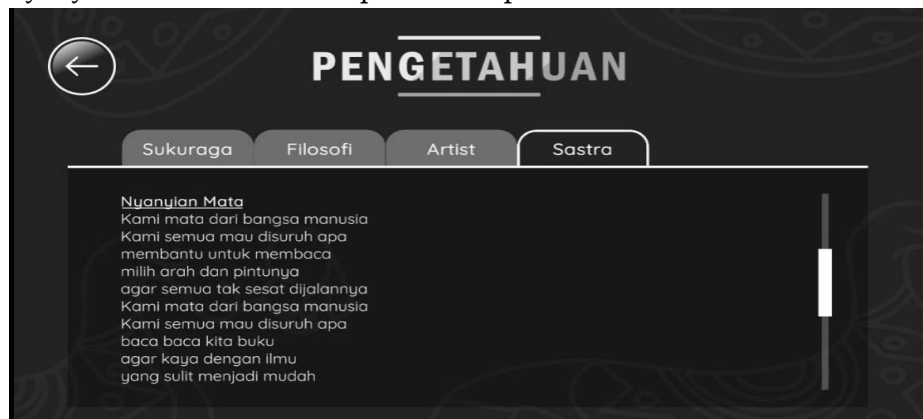 PENGETAHUAN
Sukuraga Filosofi Artist Sastra
Nyanyian Mata
Kami mata dari bangsa manusia
Kami semua mau disuruh apa
membantu untuk membaca
milih arah dan pintunya
agar semua tak sesat dijalannya
Kami mata dari bangsa manusia
Kami semua mau disuruh apa
baca baca kita buku
agar kaya dengan ilmu
yang sulit menjadi mudah